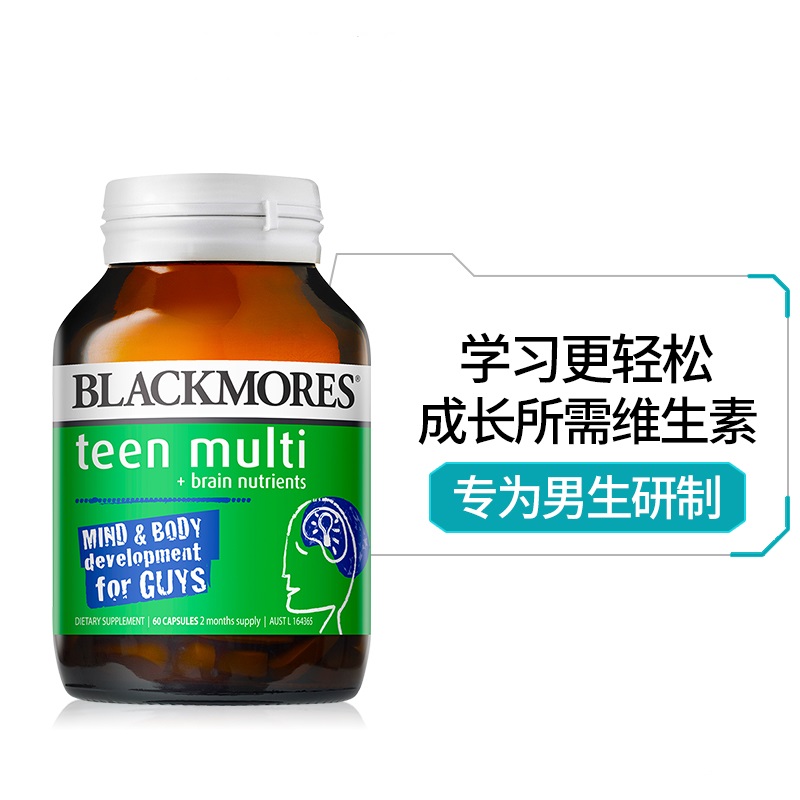 BLACKMORES®
teen multi
+ brain nutrients
MIND & BODY
development
for GUYS
DIETARY SUPPLEMENT | 60 CAPSULES 2 months supply | AUST L 164365
学习更轻松
成长所需维生素
专为男生研制